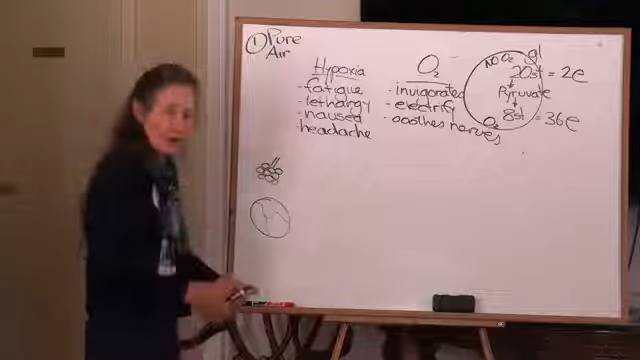 ① Pure
Air
Hypoxia
- fatigue
- lethargy
- nausea
- headache
O₂
- invigorates
- electrify
- soothes nerves
NO O₂ gl
20st = 2e
Pyruvate
O₂ 8st = 36e